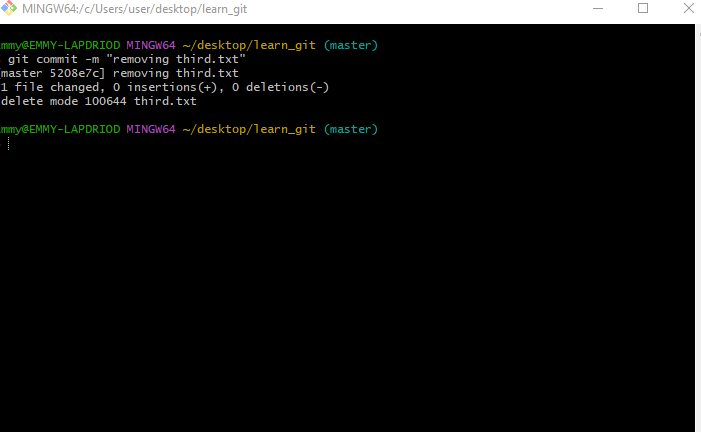 MINGW64:/c/Users/user/desktop/learn_git
mmy@EMMY-LAPDRIOD MINGW64 ~/desktop/learn_git (master)
git commit -m "removing third.txt"
[master 5208e7c] removing third.txt
1 file changed, 0 insertions(+), 0 deletions(-)
delete mode 100644 third.txt
mmy@EMMY-LAPDRIOD MINGW64 ~/desktop/learn_git (master)